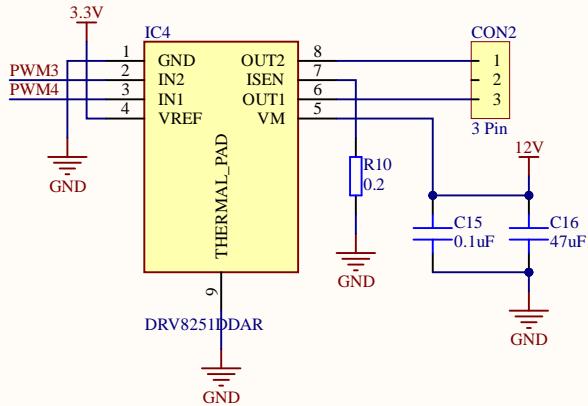 3.3V
IC4
CON2
1 GND OUT2 8 1
PWM3 2 IN2 ISEN 7 2
PWM4 3 IN1 OUT1 6 3
4 VREF VM 5
3 Pin
12V
THERMAL_PAD
R10
0.2
GND
C15
0.1uF
C16
47uF
GND
9
DRV8251DDAR
GND
GND